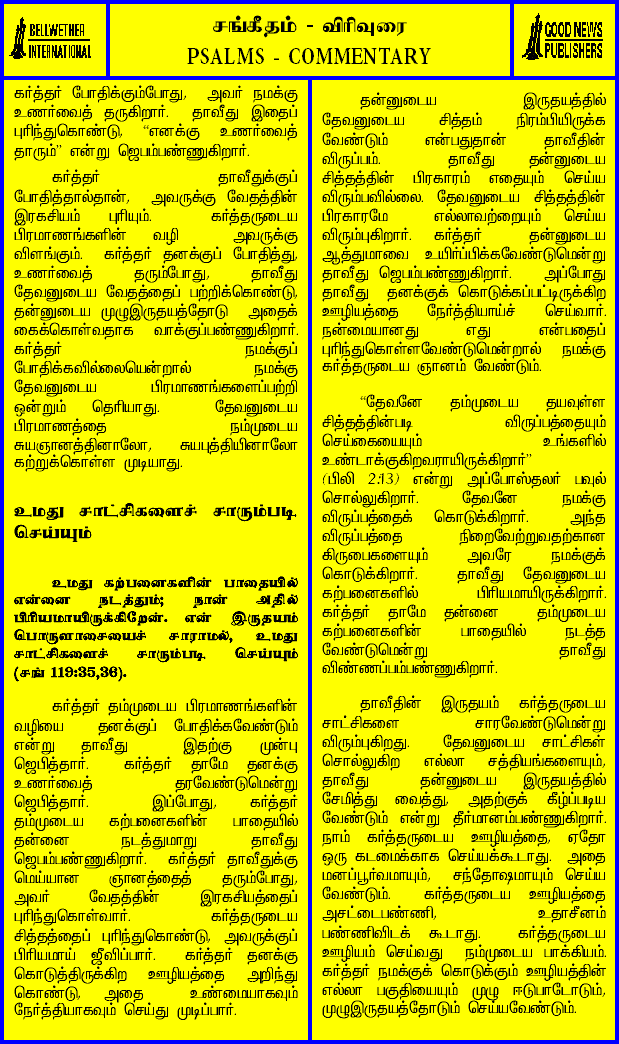 BELLWETHER
INTERNATIONAL
சங்கீதம் - விரிவுரை
PSALMS - COMMENTARY
GOOD NEWS
PUBLISHERS
கர்த்தர் போதிக்கும்போது, அவர் நமக்கு
உணர்வைத் தருகிறார். தாவீது இதைப்
புரிந்துகொண்டு, “எனக்கு உணர்வைத்
தாரும்” என்று ஜெபம்பண்ணுகிறார்.
கர்த்தர் தாவீதுக்குப்
போதித்தால்தான், அவருக்கு வேதத்தின்
இரகசியம் புரியும். கர்த்தருடைய
பிரமாணங்களின் வழி அவருக்கு
விளங்கும். கர்த்தர் தனக்குப் போதித்து,
உணர்வைத் தரும்போது, தாவீது
தேவனுடைய வேதத்தைப் பற்றிக்கொண்டு,
தன்னுடைய முழுஇருதயத்தோடு அதைக்
கைக்கொள்வதாக வாக்குப்பண்ணுகிறார்.
கர்த்தர் நமக்குப்
போதிக்கவில்லையென்றால் நமக்கு
தேவனுடைய பிரமாணங்களைப்பற்றி
ஒன்றும் தெரியாது. தேவனுடைய
பிரமாணத்தை நம்முடைய
சுயஞானத்தினாலோ, சுயபுத்தியினாலோ
கற்றுக்கொள்ள முடியாது.
உமது சாட்சிகளைச் சாரும்படி
செய்யும்
உமது கற்பனைகளின் பாதையில்
என்னை நடத்தும்; நான் அதில்
பிரியமாயிருக்கிறேன். என் இருதயம்
பொருளாசையைச் சாராமல், உமது
சாட்சிகளைச் சாரும்படி செய்யும்
(சங் 119:35,36).
கர்த்தர் தம்முடைய பிரமாணங்களின்
வழியை தனக்குப் போதிக்கவேண்டும்
என்று தாவீது இதற்கு முன்பு
ஜெபித்தார். கர்த்தர் தாமே தனக்கு
உணர்வைத் தரவேண்டுமென்று
ஜெபித்தார். இப்போது, கர்த்தர்
தம்முடைய கற்பனைகளின் பாதையில்
தன்னை நடத்துமாறு தாவீது
ஜெபம்பண்ணுகிறார். கர்த்தர் தாவீதுக்கு
மெய்யான ஞானத்தைத் தரும்போது,
அவர் வேதத்தின் இரகசியத்தைப்
புரிந்துகொள்வார். கர்த்தருடைய
சித்தத்தைப் புரிந்துகொண்டு, அவருக்குப்
பிரியமாய் ஜீவிப்பார். கர்த்தர் தனக்கு
கொடுத்திருக்கிற ஊழியத்தை அறிந்து
கொண்டு, அதை உண்மையாகவும்
நேர்த்தியாகவும் செய்து முடிப்பார்.
தன்னுடைய இருதயத்தில்
தேவனுடைய சித்தம் நிரம்பியிருக்க
வேண்டும் என்பதுதான் தாவீதின்
விருப்பம். தாவீது தன்னுடைய
சித்தத்தின் பிரகாரம் எதையும் செய்ய
விரும்பவில்லை. தேவனுடைய சித்தத்தின்
பிரகாரமே எல்லாவற்றையும் செய்ய
விரும்புகிறார். கர்த்தர் தன்னுடைய
ஆத்துமாவை உயிர்ப்பிக்கவேண்டுமென்று
தாவீது ஜெபம்பண்ணுகிறார். அப்போது
தாவீது தனக்குக் கொடுக்கப்பட்டிருக்கிற
ஊழியத்தை நேர்த்தியாய்ச் செய்வார்.
நன்மையானது எது என்பதைப்
புரிந்துகொள்ளவேண்டுமென்றால் நமக்கு
கர்த்தருடைய ஞானம் வேண்டும்.
“தேவனே தம்முடைய தயவுள்ள
சித்தத்தின்படி விருப்பத்தையும்
செய்கையையும் உங்களில்
உண்டாக்குகிறவராயிருக்கிறார்”
(பிலி 2:13) என்று அப்போஸ்தலர் பவுல்
சொல்லுகிறார். தேவனே நமக்கு
விருப்பத்தைக் கொடுக்கிறார். அந்த
விருப்பத்தை நிறைவேற்றுவதற்கான
கிருபைகளையும் அவரே நமக்குக்
கொடுக்கிறார். தாவீது தேவனுடைய
கற்பனைகளில் பிரியமாயிருக்கிறார்.
கர்த்தர் தாமே தன்னை தம்முடைய
கற்பனைகளின் பாதையில் நடத்த
வேண்டுமென்று தாவீது
விண்ணப்பம்பண்ணுகிறார்.
தாவீதின் இருதயம் கர்த்தருடைய
சாட்சிகளை சாரவேண்டுமென்று
விரும்புகிறது. தேவனுடைய சாட்சிகள்
சொல்லுகிற எல்லா சத்தியங்களையும்,
தாவீது தன்னுடைய இருதயத்தில்
சேமித்து வைத்து, அதற்குக் கீழ்ப்படிய
வேண்டும் என்று தீர்மானம்பண்ணுகிறார்.
நாம் கர்த்தருடைய ஊழியத்தை, ஏதோ
ஒரு கடமைக்காக செய்யக்கூடாது. அதை
மனப்பூர்வமாயும், சந்தோஷமாயும் செய்ய
வேண்டும். கர்த்தருடைய ஊழியத்தை
அசட்டைபண்ணி, உதாசீனம்
பண்ணிவிடக் கூடாது. கர்த்தருடைய
ஊழியம் செய்வது நம்முடைய பாக்கியம்.
கர்த்தர் நமக்குக் கொடுக்கும் ஊழியத்தின்
எல்லா பகுதியையும் முழு ஈடுபாடோடும்,
முழுஇருதயத்தோடும் செய்யவேண்டும்.